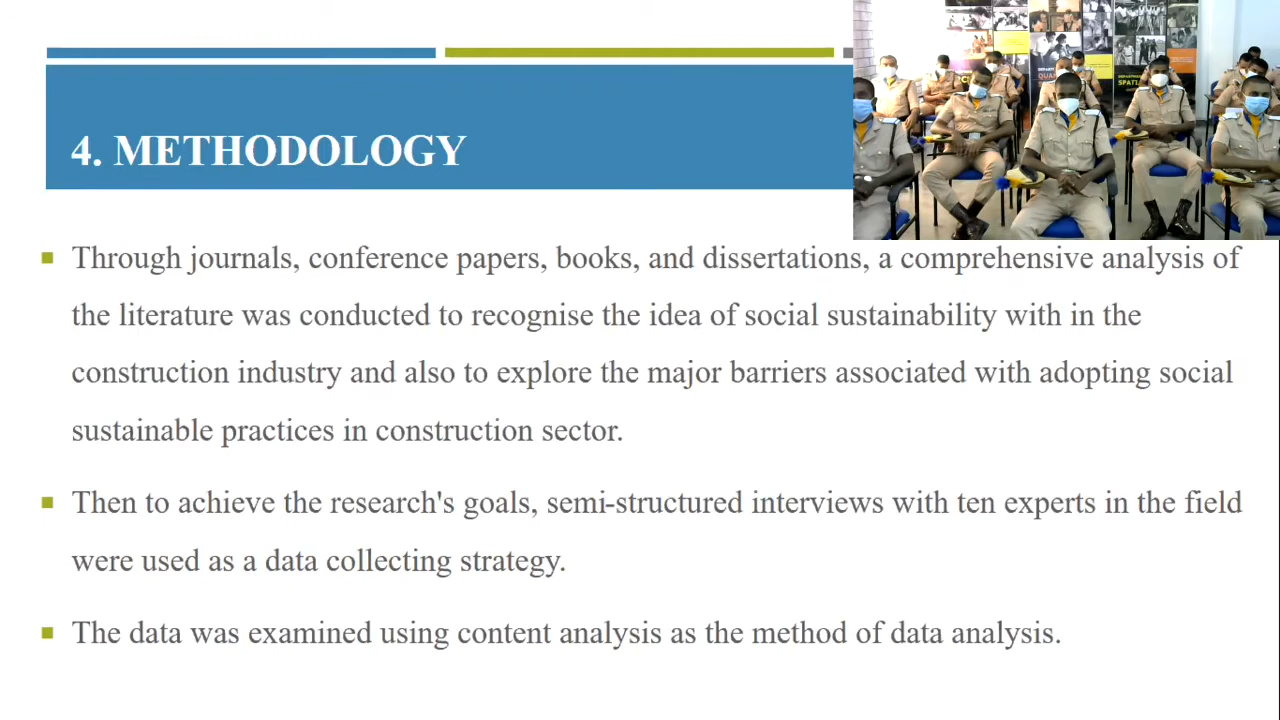 4. METHODOLOGY
Through journals, conference papers, books, and dissertations, a comprehensive analysis of
the literature was conducted to recognise the idea of social sustainability with in the
construction industry and also to explore the major barriers associated with adopting social
sustainable practices in construction sector.
Then to achieve the research's goals, semi-structured interviews with ten experts in the field
were used as a data collecting strategy.
The data was examined using content analysis as the method of data analysis.